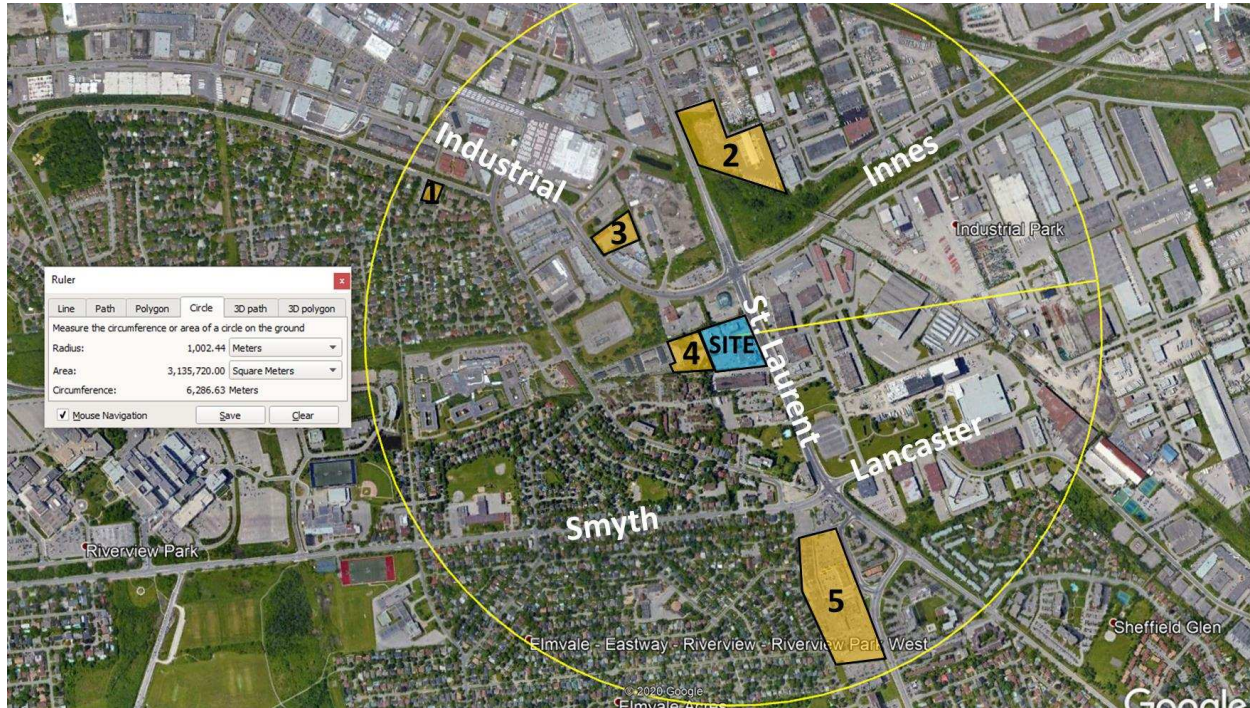 Industrial
Innes
1
2
3
Industrial Park
Ruler
x
Line Path Polygon Circle 3D path 3D polygon
Measure the circumference or area of a circle on the ground
Radius: 1,002.44 Meters
Area: 3,135,720.00 Square Meters
Circumference: 6,286.63 Meters
Mouse Navigation Save Clear
4
SITE
St. Laurent
Lancaster
Smyth
Riverview Park
5
Sheffield Glen
Elmvale - Eastway - Riverview - Riverview Park West
© 2020 Google
Elmvale Acres
Google